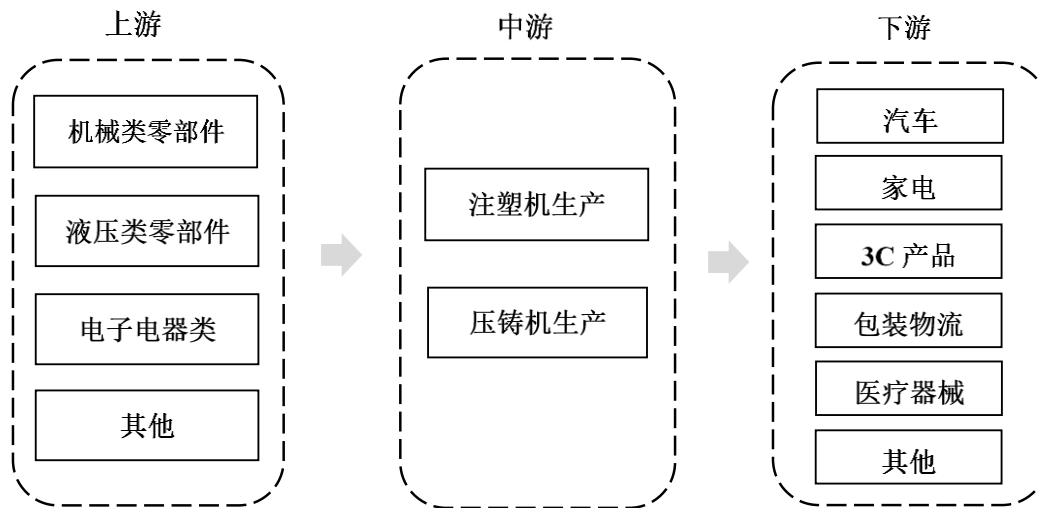 上游
机械类零部件
液压类零部件
电子电器类
其他
中游
注塑机生产
压铸机生产
下游
汽车
家电
3C 产品
包装物流
医疗器械
其他